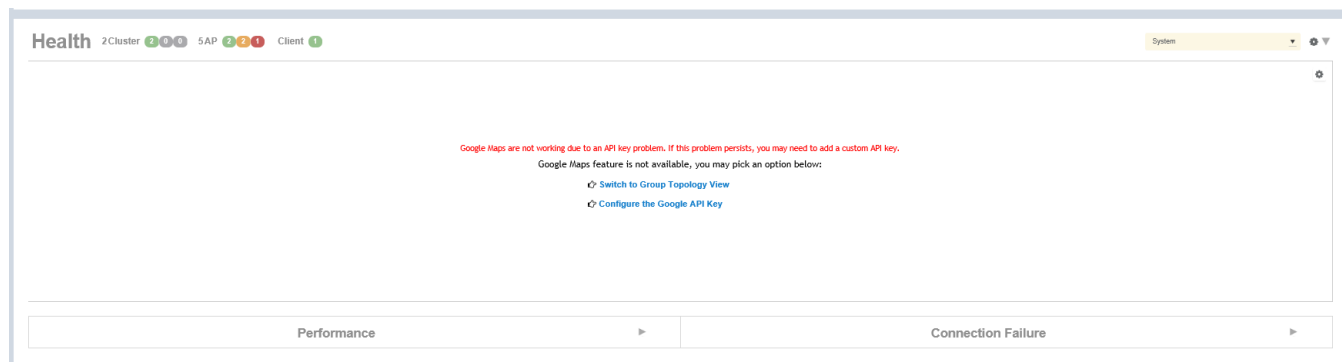 Health 2Cluster 2 0 0 5AP 2 2 1 Client 1 System
Google Maps are not working due to an API key problem. If this problem persists, you may need to add a custom API key.
Google Maps feature is not available, you may pick an option below:
Switch to Group Topology View
Configure the Google API Key
Performance Connection Failure